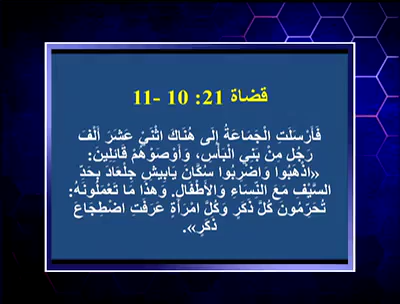 قضاة 21: 10 -11
فَأَرْسَلَتِ الْجَمَاعَةُ إِلَى هُنَاكَ اثْنَيْ عَشَرَ أَلْفَ
رَجُل مِنْ بَنِي الْبَأْسِ، وَأَوْصَوْهُمْ قَائِلِينَ:
«اذْهَبُوا وَاضْرِبُوا سُكَّانَ يَابِيشِ جِلْعَادَ بِحَدِّ
السَّيْفِ مَعَ النِّسَاءِ وَالأَطْفَالِ. وَهذَا مَا تَعْمَلُونَهُ:
تُحَرِّمُونَ كُلَّ ذَكَرٍ وَكُلَّ امْرَأَةٍ عَرَفَتِ اضْطِجَاعَ
ذَكَرٍ».